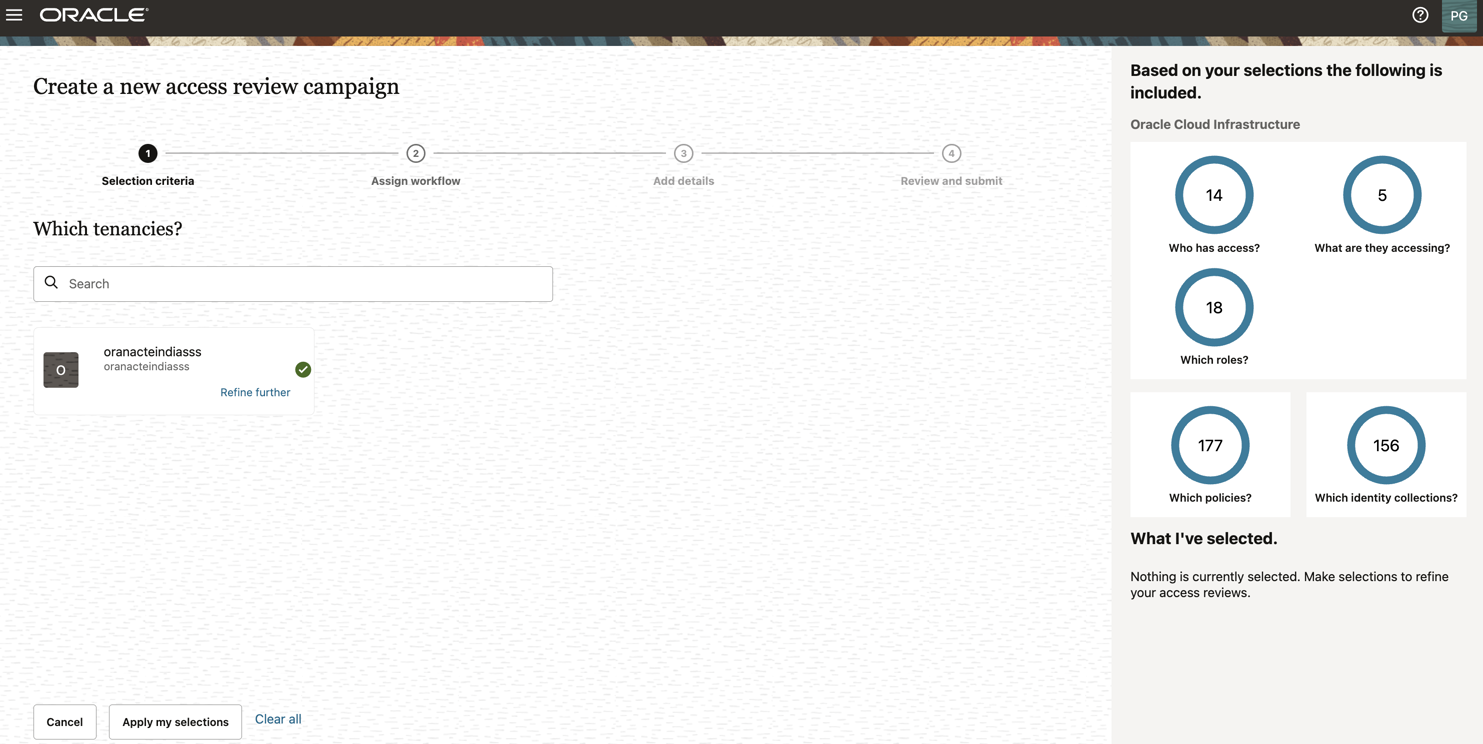 ORACLE
PG
Create a new access review campaign
1
2
3
4
Selection criteria
Assign workflow
Add details
Review and submit
Which tenancies?
Search
O
oranacteindiasss
oranacteindiasss
Refine further
Cancel
Apply my selections
Clear all
Based on your selections the following is
included.
Oracle Cloud Infrastructure
14
5
Who has access?
What are they accessing?
18
Which roles?
177
156
Which policies?
Which identity collections?
What I've selected.
Nothing is currently selected. Make selections to refine
your access reviews.